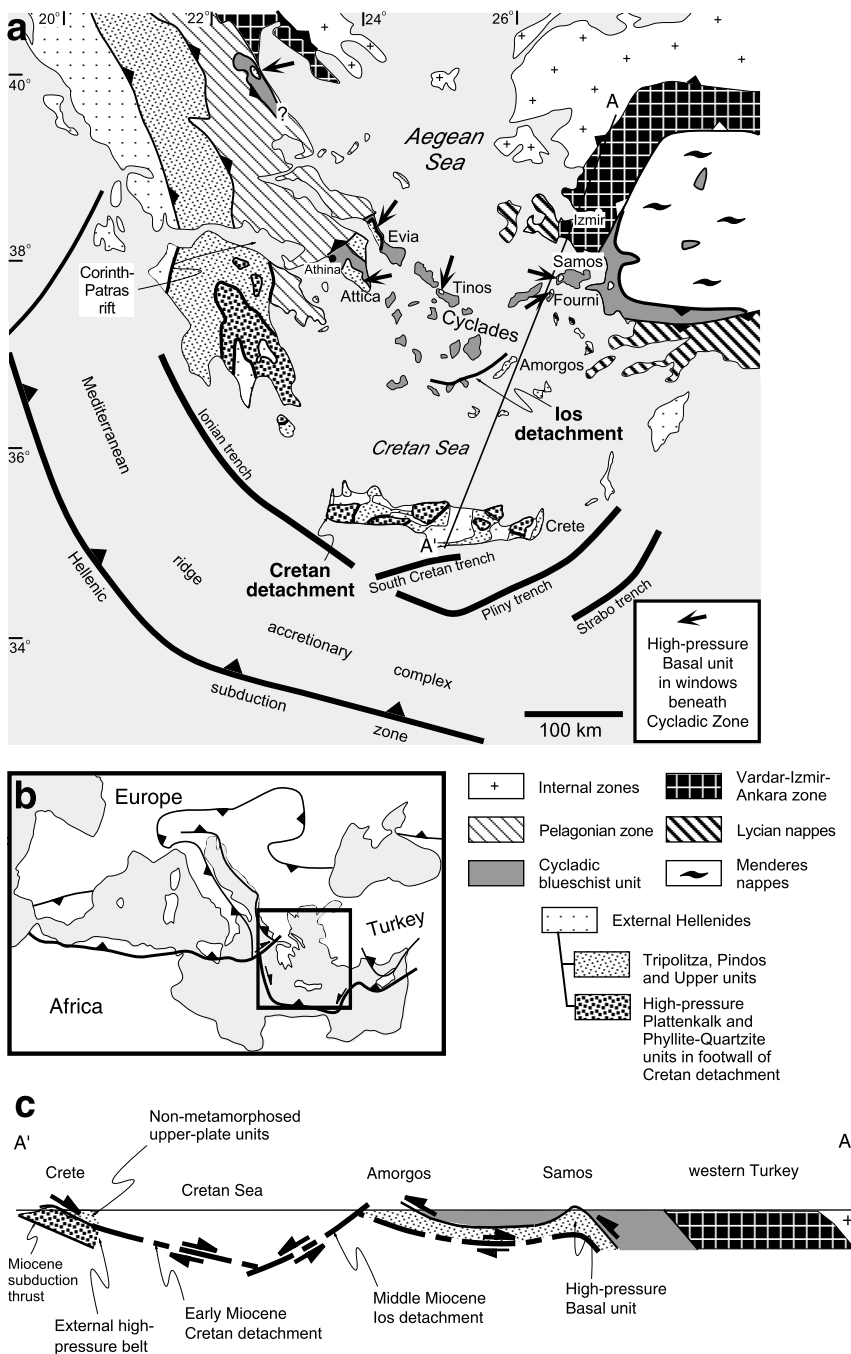 a
20°
22°
24°
26°
40°
A
?
Aegean
Sea
Izmir
38°
Evia
Samos
Corinth-
Patras
rift
Athina
Attica
Tinos
Fourni
Cyclades
Amorgos
Mediterranean
Ios
detachment
Ionian trench
36°
Cretan Sea
Crete
A'
Hellenic
ridge
Cretan
detachment
South Cretan trench
Pliny trench
Strabo trench
34°
accretionary
complex
subduction
zone
High-pressure
Basal unit
in windows
beneath
Cycladic Zone
100 km
b
Europe
Turkey
Africa
+
Internal zones
Vardar-Izmir-
Ankara zone
Pelagonian zone
Lycian nappes
Cycladic
blueschist unit
Menderes
nappes
External Hellenides
Tripolitza, Pindos
and Upper units
High-pressure
Plattenkalk and
Phyllite-Quartzite
units in footwall of
Cretan detachment
c
Non-metamorphosed
upper-plate units
A'
A
Crete
Cretan Sea
Amorgos
Samos
western Turkey
+
Miocene
subduction
thrust
External high-
pressure belt
Early Miocene
Cretan detachment
Middle Miocene
Ios detachment
High-pressure
Basal unit